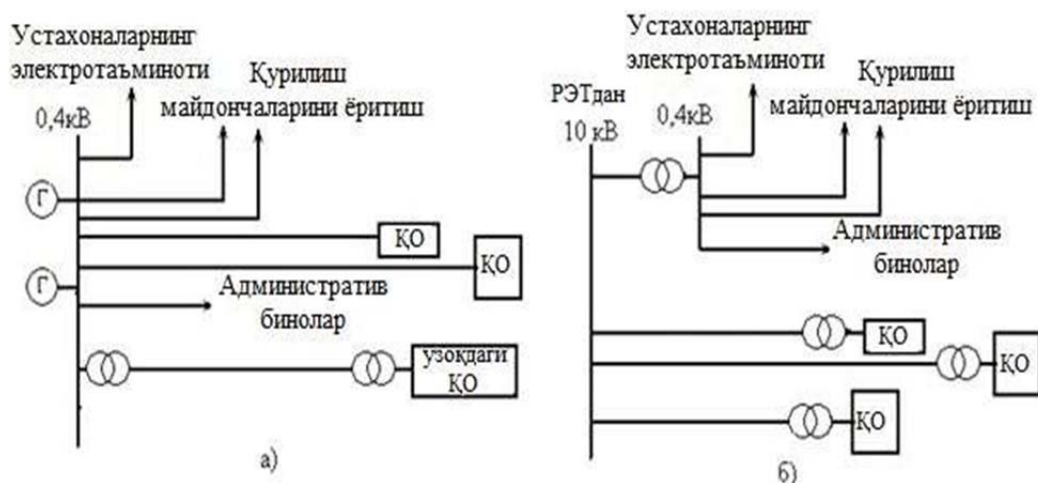 Устахоналарнинг
электротаъминоти
Қурилиш
майдончаларини ёритиш
0,4кВ
Г
ҚО
ҚО
Г
Административ
бинолар
узоқдаги
ҚО
а)
Устахоналарнинг
электротаъминоти
Қурилиш
майдончаларини ёритиш
РЭТдан
10 кВ
0,4кВ
Административ
бинолар
ҚО
ҚО
ҚО
б)